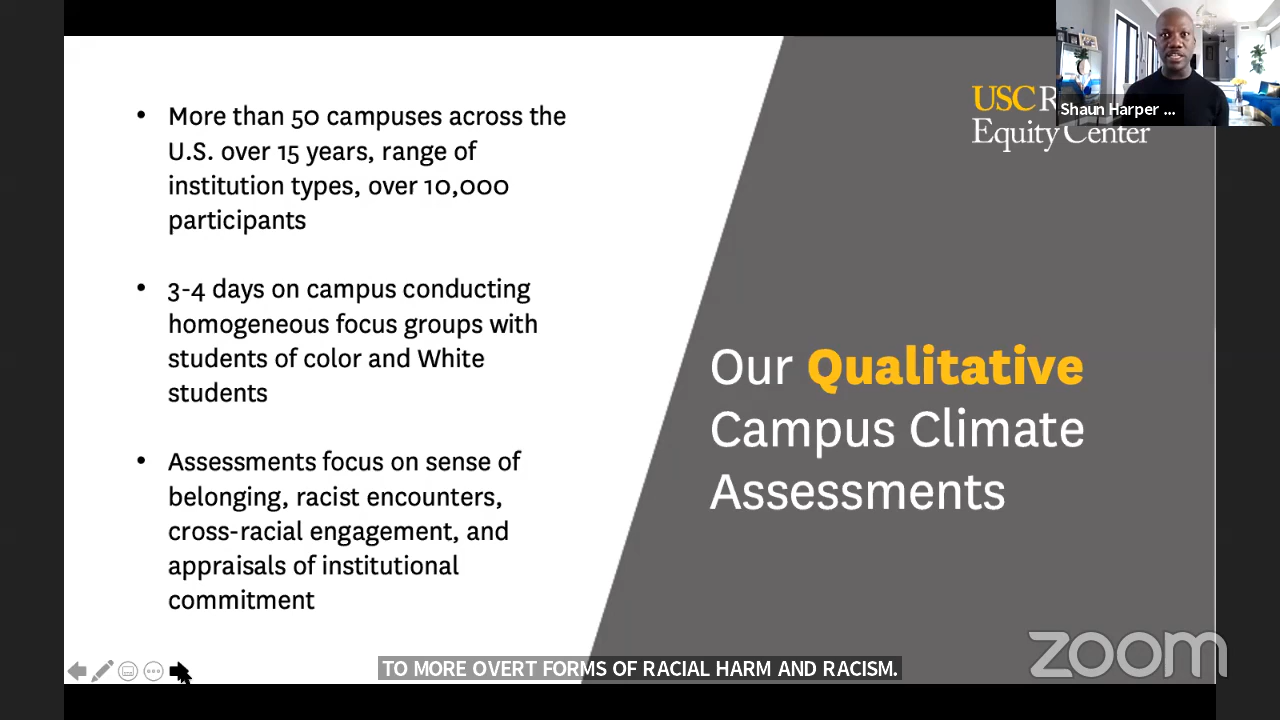 • More than 50 campuses across the
U.S. over 15 years, range of
institution types, over 10,000
participants
• 3-4 days on campus conducting
homogeneous focus groups with
students of color and White
students
• Assessments focus on sense of
belonging, racist encounters,
cross-racial engagement, and
appraisals of institutional
commitment
USC R
Equity Center
Shaun Harper ...
Our Qualitative
Campus Climate
Assessments
TO MORE OVERT FORMS OF RACIAL HARM AND RACISM.
zoom